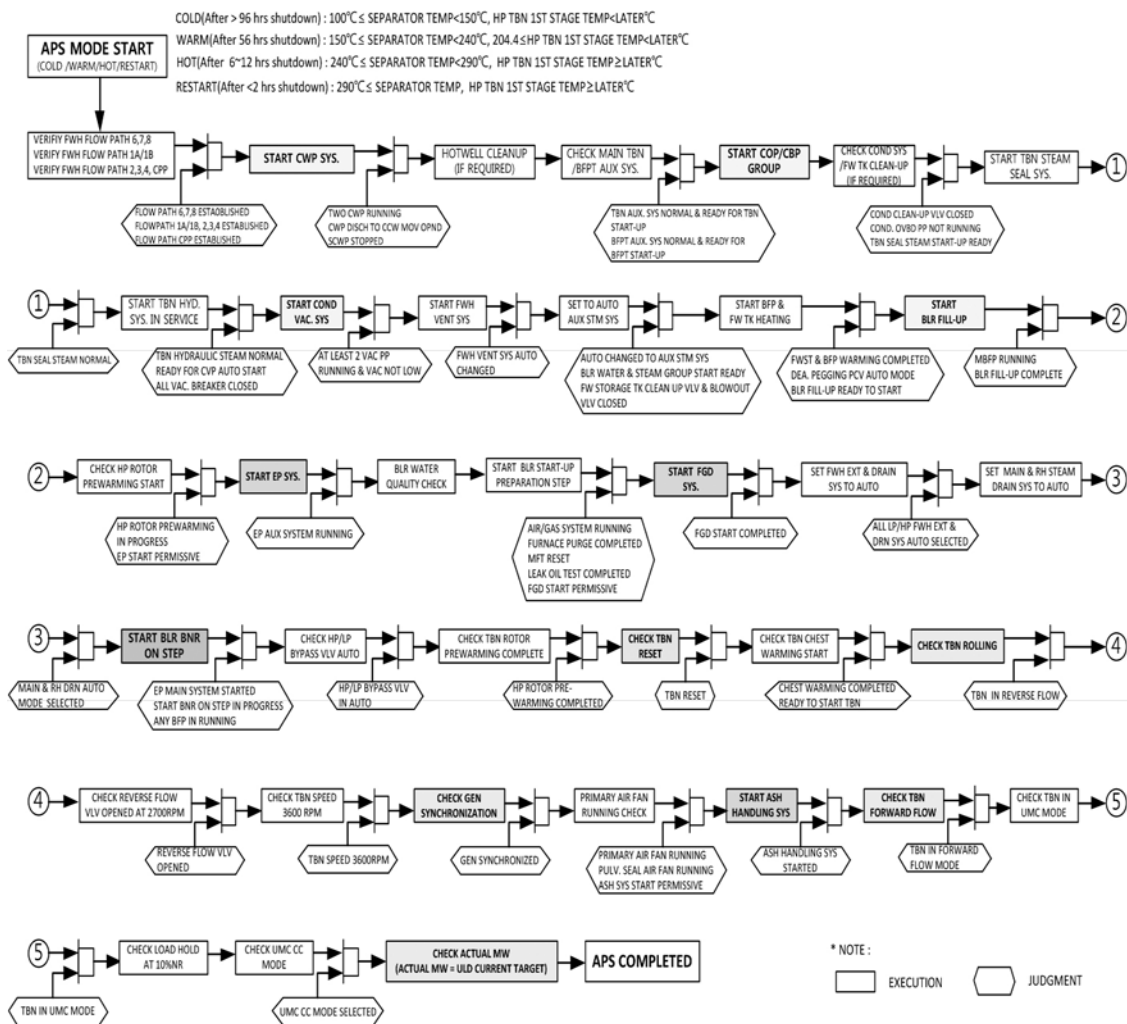 COLD(After > 96 hrs shutdown) : 100℃≤ SEPARATOR TEMP<150℃, HP TBN 1ST STAGE TEMP<LATER℃
WARM(After 56 hrs shutdown) : 150℃≤ SEPARATOR TEMP<240℃, 204.4≤HP TBN 1ST STAGE TEMP<LATER℃
HOT(After 6~12 hrs shutdown) : 240℃≤ SEPARATOR TEMP<290℃, HP TBN 1ST STAGE TEMP≥LATER℃
RESTART(After <2 hrs shutdown) : 290℃≤ SEPARATOR TEMP, HP TBN 1ST STAGE TEMP≥LATER℃
APS MODE START
(COLD /WARM/HOT/RESTART)
VERIFIY FWH FLOW PATH 6,7,8
VERIFY FWH FLOW PATH 1A/1B
VERIFY FWH FLOW PATH 2,3,4, CPP
FLOW PATH 6,7,8 ESTAOBLISHED
FLOWPATH 1A/1B, 2,3,4 ESTABLISHED
FLOW PATH CPP ESTABLISHED
START CWP SYS.
TWO CWP RUNNING
CWP DISCH TO CCW MOV OPND
SCWP STOPPED
HOTWELL CLEANUP
(IF REQUIRED)
CHECK MAIN TBN
/BFPT AUX SYS.
TBN AUX. SYS NORMAL & READY FOR TBN
START-UP
BFPT AUX. SYS NORMAL & READY FOR
BFPT START-UP
START COP/CBP
GROUP
CHECK COND SYS
/FW TK CLEAN-UP
(IF REQUIRED)
COND CLEAN-UP VLV CLOSED
COND. OVBD PP NOT RUNNING
TBN SEAL STEAM START-UP READY
START TBN STEAM
SEAL SYS.
1
1
TBN SEAL STEAM NORMAL
START TBN HYD.
SYS. IN SERVICE
TBN HYDRAULIC STEAM NORMAL
READY FOR CVP AUTO START
ALL VAC. BREAKER CLOSED
START COND
VAC. SYS
AT LEAST 2 VAC PP
RUNNING & VAC NOT LOW
START FWH
VENT SYS
FWH VENT SYS AUTO
CHANGED
SET TO AUTO
AUX STM SYS
AUTO CHANGED TO AUX STM SYS
BLR WATER & STEAM GROUP START READY
FW STORAGE TK CLEAN UP VLV & BLOWOUT
VLV CLOSED
START BFP &
FW TK HEATING
FWST & BFP WARMING COMPLETED
DEA. PEGGING PCV AUTO MODE
BLR FILL-UP READY TO START
START
BLR FILL-UP
MBFP RUNNING
BLR FILL-UP COMPLETE
2
2
CHECK HP ROTOR
PREWARMING START
HP ROTOR PREWARMING
IN PROGRESS
EP START PERMISSIVE
START EP SYS.
EP AUX SYSTEM RUNNING
BLR WATER
QUALITY CHECK
START BLR START-UP
PREPARATION STEP
AIR/GAS SYSTEM RUNNING
FURNACE PURGE COMPLETED
MFT RESET
LEAK OIL TEST COMPLETED
FGD START PERMISSIVE
START FGD
SYS.
FGD START COMPLETED
SET FWH EXT & DRAIN
SYS TO AUTO
ALL LP/HP FWH EXT &
DRN SYS AUTO SELECTED
SET MAIN & RH STEAM
DRAIN SYS TO AUTO
3
3
MAIN & RH DRN AUTO
MODE SELECTED
START BLR BNR
ON STEP
EP MAIN SYSTEM STARTED
START BNR ON STEP IN PROGRESS
ANY BFP IN RUNNING
CHECK HP/LP
BYPASS VLV AUTO
HP/LP BYPASS VLV
IN AUTO
CHECK TBN ROTOR
PREWARMING COMPLETE
HP ROTOR PRE-
WARMING COMPLETED
CHECK TBN
RESET
TBN RESET
CHECK TBN CHEST
WARMING START
CHEST WARMING COMPLETED
READY TO START TBN
CHECK TBN ROLLING
TBN IN REVERSE FLOW
4
4
CHECK REVERSE FLOW
VLV OPENED AT 2700RPM
REVERSE FLOW VLV
OPENED
CHECK TBN SPEED
3600 RPM
TBN SPEED 3600RPM
CHECK GEN
SYNCHRONIZATION
GEN SYNCHRONIZED
PRIMARY AIR FAN
RUNNING CHECK
PRIMARY AIR FAN RUNNING
PULV. SEAL AIR FAN RUNNING
ASH SYS START PERMISSIVE
START ASH
HANDLING SYS
ASH HANDLING SYS
STARTED
CHECK TBN
FORWARD FLOW
TBN IN FORWARD
FLOW MODE
CHECK TBN IN
UMC MODE
5
5
TBN IN UMC MODE
CHECK LOAD HOLD
AT 10%NR
CHECK UMC CC
MODE
UMC CC MODE SELECTED
CHECK ACTUAL MW
(ACTUAL MW = ULD CURRENT TARGET)
APS COMPLETED
* NOTE :
EXECUTION
JUDGMENT